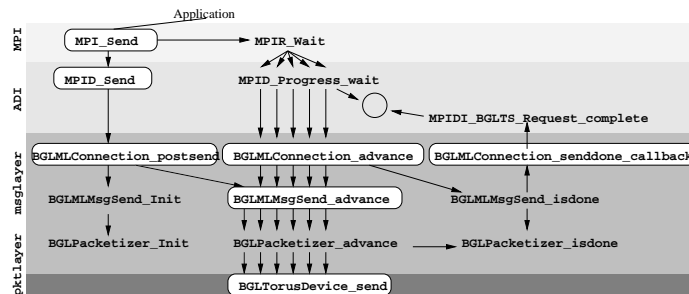 Application
MPI
MPI_Send
MPIR_Wait
ADI
MPID_Send
MPID_Progress_wait
MPIDI_BGLTS_Request_complete
msglayer
BGLMLConnection_postsend
BGLMLConnection_advance
BGLMLConnection_senddone_callback
BGLMLMsgSend_Init
BGLMLMsgSend_advance
BGLMLMsgSend_isdone
pktlayer
BGLPacketizer_Init
BGLPacketizer_advance
BGLPacketizer_isdone
BGLTorusDevice_send